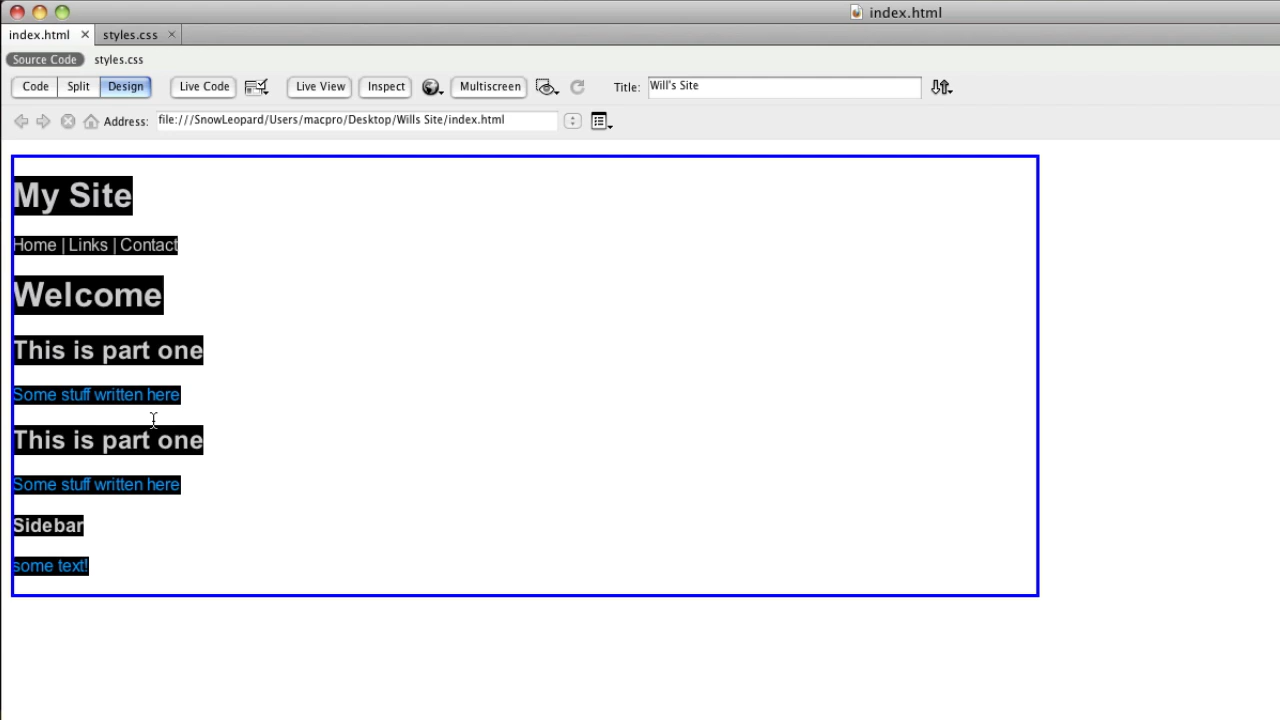 index.html
index.html styles.css
Source Code styles.css
Code Split Design Live Code Live View Inspect Multiscreen Title: Will's Site
Address: file:///SnowLeopard/Users/macpro/Desktop/Wills Site/index.html
My Site
Home | Links | Contact
Welcome
This is part one
Some stuff written here
This is part one
Some stuff written here
Sidebar
some text!